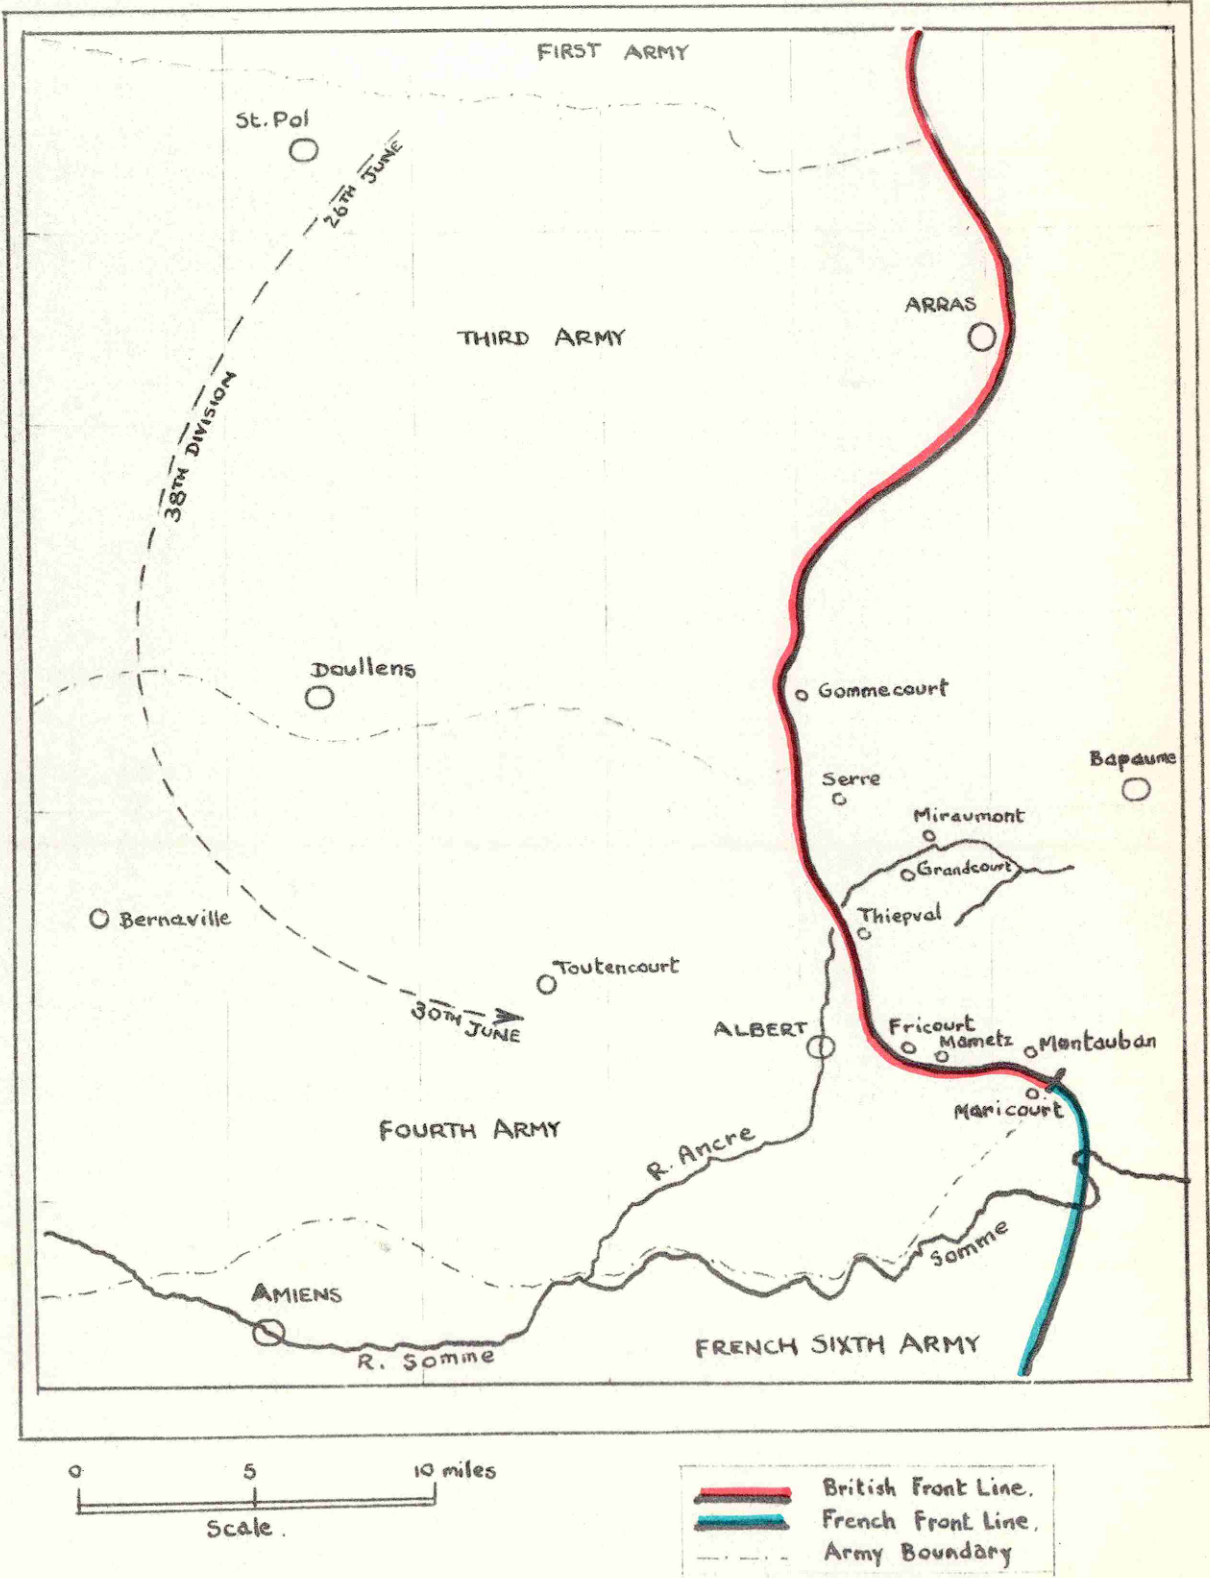 FIRST ARMY
St. Pol
26TH JUNE
ARRAS
THIRD ARMY
38TH DIVISION
Doullens
Gommecourt
Bapaume
Serre
Miraumont
Grandcourt
Bernaville
Thiepval
Toutencourt
30TH JUNE
ALBERT
Fricourt
Mametz
Montauban
Maricourt
FOURTH ARMY
R. Ancre
Somme
AMIENS
R. Somme
FRENCH SIXTH ARMY
0 5 10 miles
Scale.
British Front Line.
French Front Line.
Army Boundary